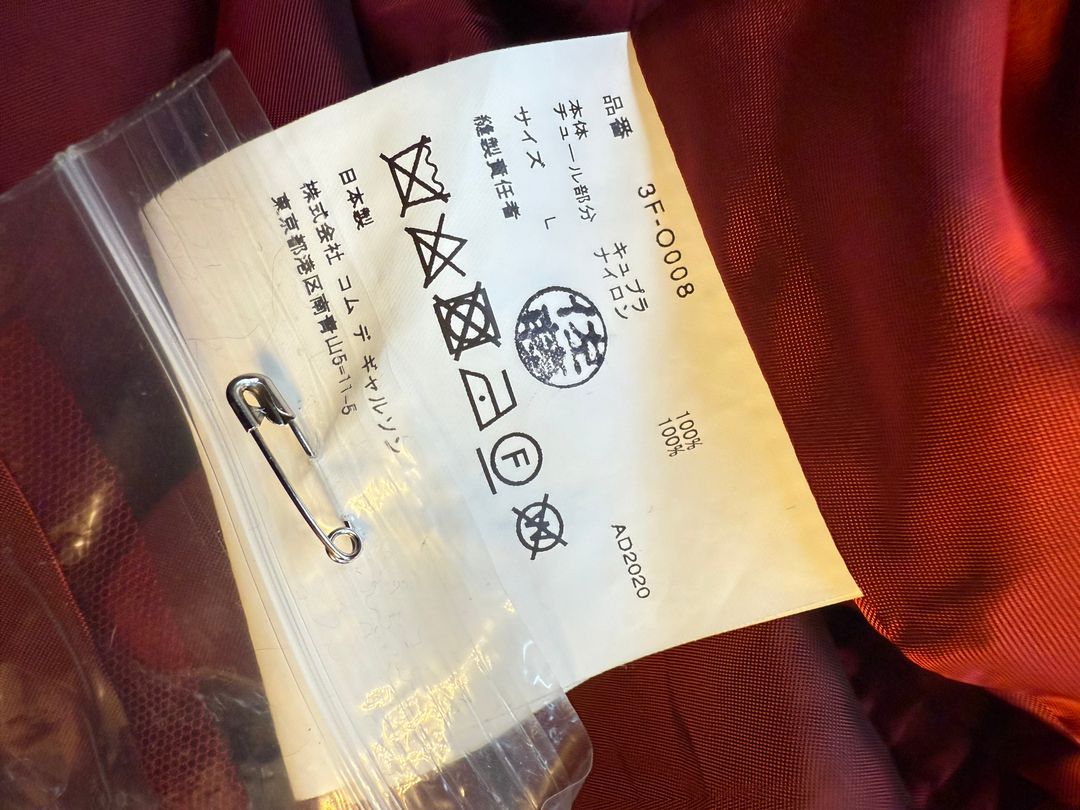 品番 3F-O008 AD2020
本体 キュプラ 100%
チュール部分 ナイロン 100%
サイズ L
縫製責任者 佐藤
F
W
日本製
株式会社 コム デ ギャルソン
東京都港区南青山5-11-5